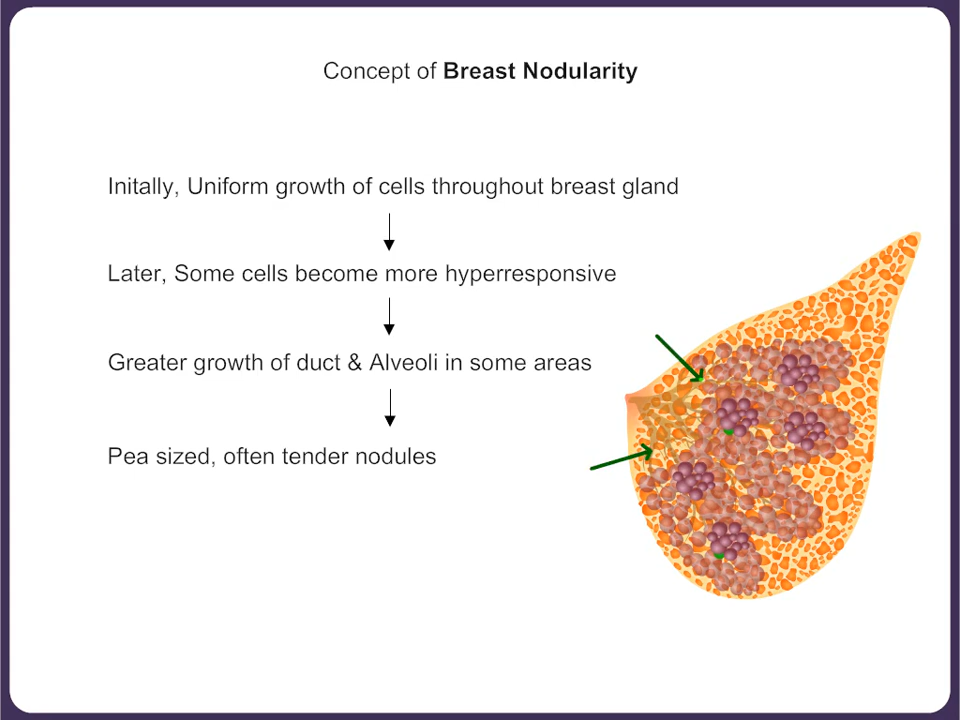 Concept of Breast Nodularity
Initally, Uniform growth of cells throughout breast gland
Later, Some cells become more hyperresponsive
Greater growth of duct & Alveoli in some areas
Pea sized, often tender nodules